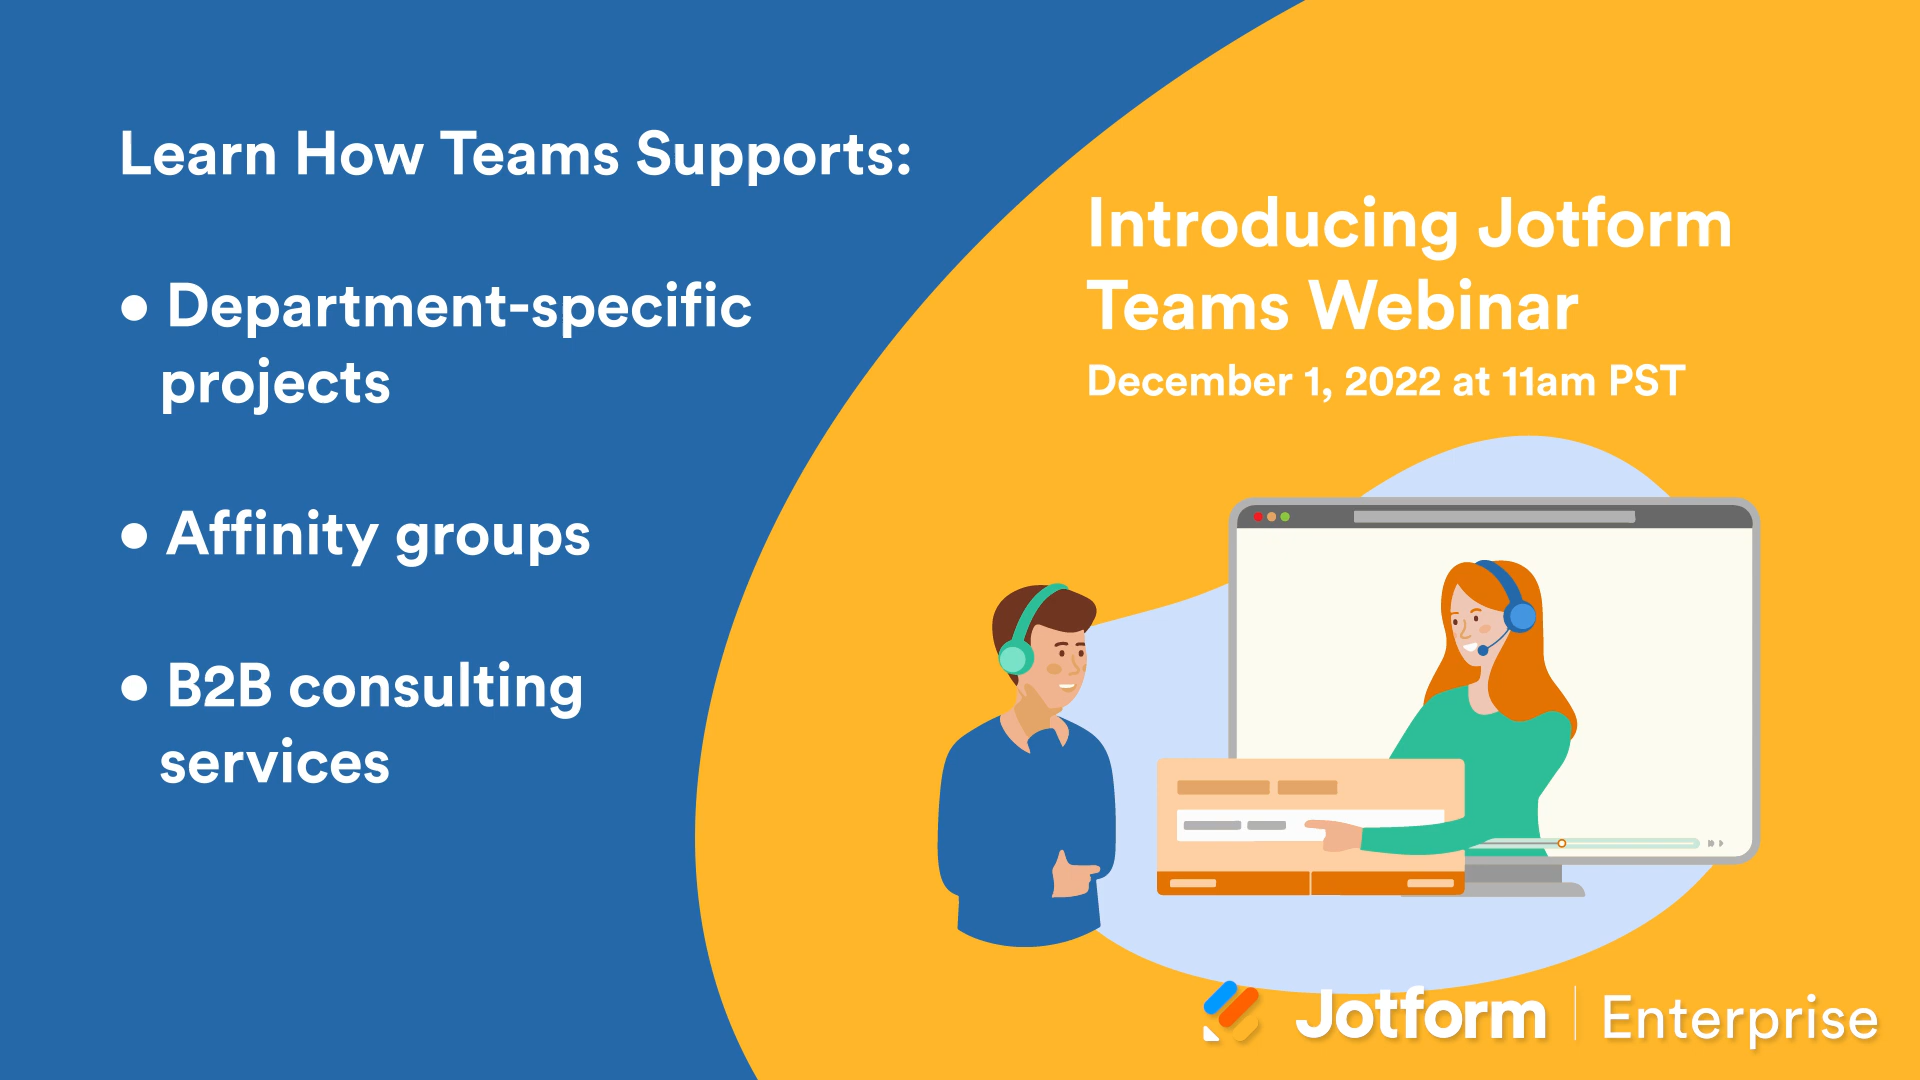 Learn How Teams Supports:
• Department-specific
projects
• Affinity groups
• B2B consulting
services
Introducing Jotform
Teams Webinar
December 1, 2022 at 11am PST
Jotform | Enterprise